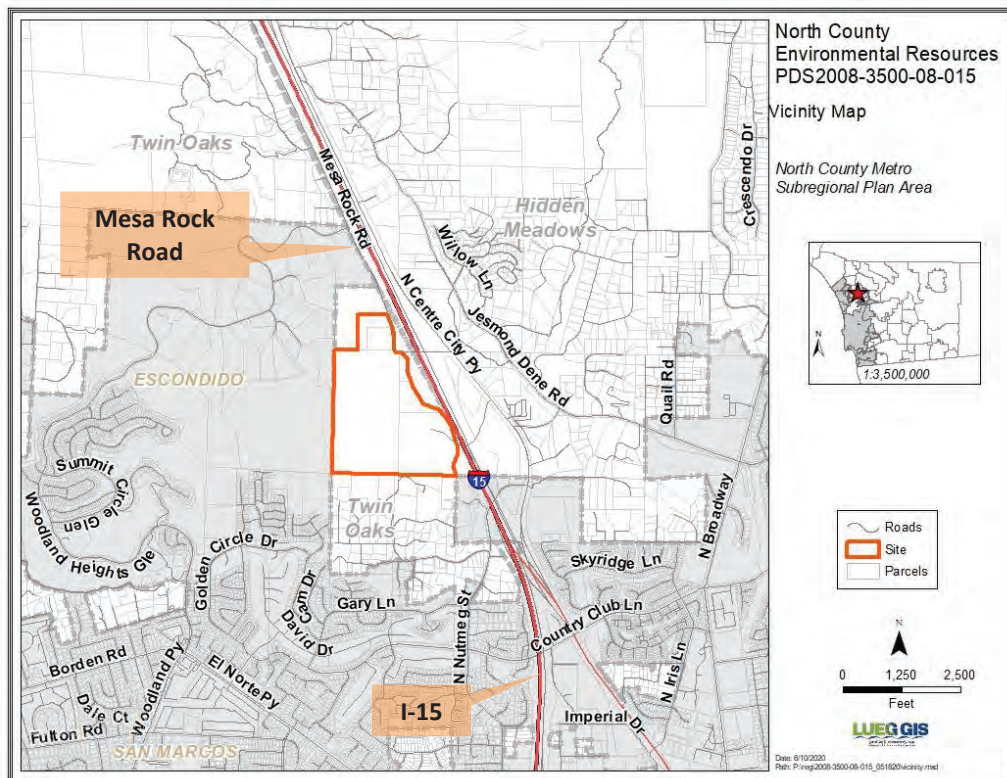 North County
Environmental Resources
PDS2008-3500-08-015
Vicinity Map
North County Metro
Subregional Plan Area
N
1:3,500,000
Roads
Site
Parcels
N
0 1,250 2,500
Feet
LUEG GIS
Date: 6/10/2020
Twin Oaks
Mesa Rock Rd
Mesa Rock
Road
Hidden
Meadows
Crescendo Dr
Willow Ln
N Centre City Py
Jesmond Dene Rd
ESCONDIDO
Quail Rd
Summit Circle Glen
Woodland Heights Gle
15
Twin
Oaks
N Broadway
Golden Circle Dr
Cam Dr
Gary Ln
David Dr
N Nutmeg St
Skyridge Ln
Country Club Ln
Borden Rd
Woodland Py
El Norte Py
N Iris Ln
Dale Ct
Fulton Rd
I-15
Imperial Dr
SAN MARCOS